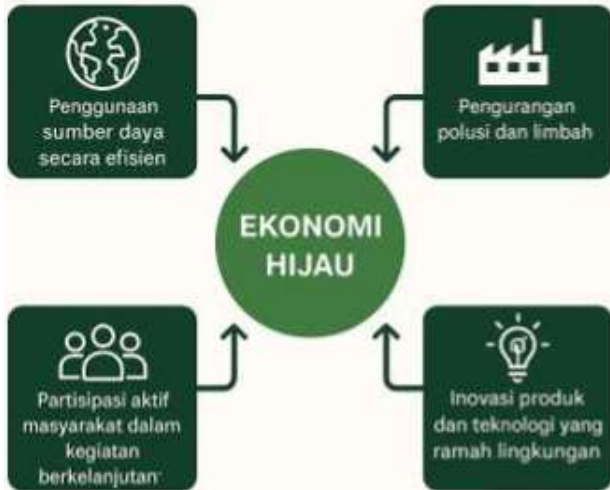 Penggunaan
sumber daya
secara efisien
Pengurangan
polusi dan limbah
EKONOMI
HIJAU
Partisipasi aktif
masyarakat dalam
kegiatan
berkelanjutan
Inovasi produk
dan teknologi yang
ramah lingkungan